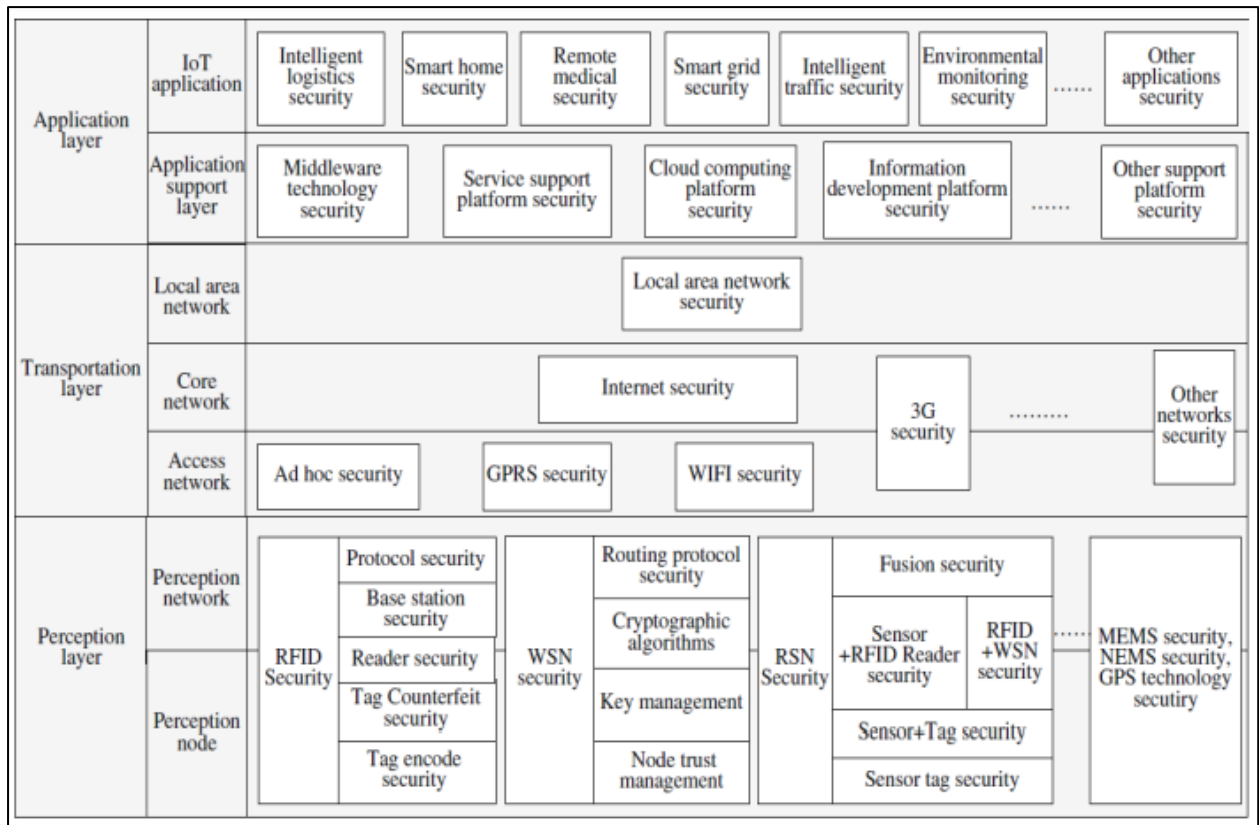 Application
layer
IoT
application
Intelligent
logistics
security
Smart home
security
Remote
medical
security
Smart grid
security
Intelligent
traffic security
Environmental
monitoring
security
......
Other
applications
security
Application
support
layer
Middleware
technology
security
Service support
platform security
Cloud computing
platform
security
Information
development platform
security
......
Other support
platform
security
Transportation
layer
Local area
network
Local area network
security
Core
network
Internet security
3G
security
.........
Other
networks
security
Access
network
Ad hoc security
GPRS security
WIFI security
Perception
layer
Perception
network
Perception
node
RFID
Security
Protocol security
Base station
security
Reader security
Tag Counterfeit
security
Tag encode
security
WSN
security
Routing protocol
security
Cryptographic
algorithms
Key management
Node trust
management
RSN
Security
Fusion security
Sensor
+RFID Reader
security
RFID
+WSN
security
Sensor+Tag security
Sensor tag security
......
MEMS security,
NEMS security,
GPS technology
secutiry